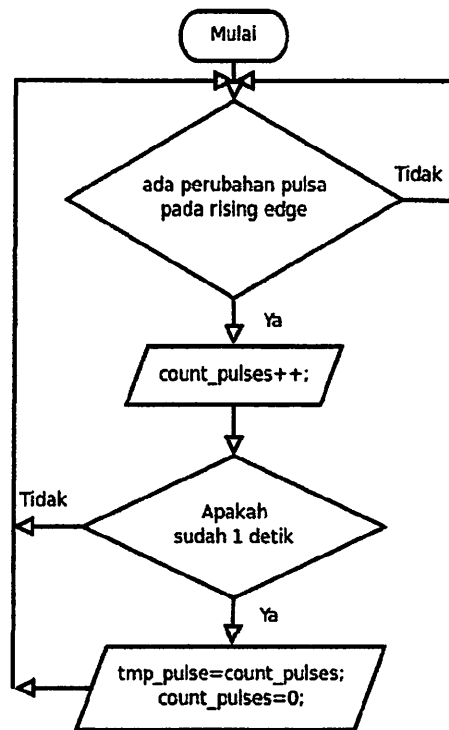 Mulai
ada perubahan pulsa
pada rising edge
Tidak
Ya
count_pulses++;
Apakah
sudah 1 detik
Tidak
Ya
tmp_pulse=count_pulses;
count_pulses=0;